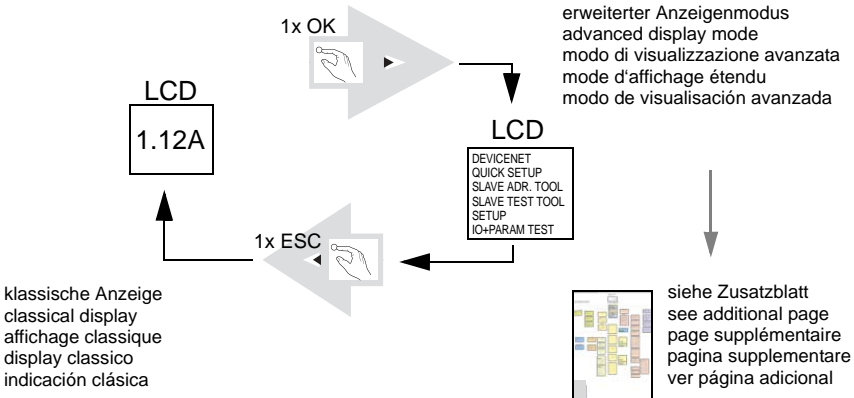 1x OK
erweiterter Anzeigenmodus
advanced display mode
modo di visualizzazione avanzata
mode d'affichage étendu
modo de visualisación avanzada
LCD
1.12A
LCD
DEVICENET
QUICK SETUP
SLAVE ADR. TOOL
SLAVE TEST TOOL
SETUP
IO+PARAM TEST
1x ESC
klassische Anzeige
classical display
affichage classique
display classico
indicación clásica
siehe Zusatzblatt
see additional page
page supplémentaire
pagina supplementare
ver página adicional